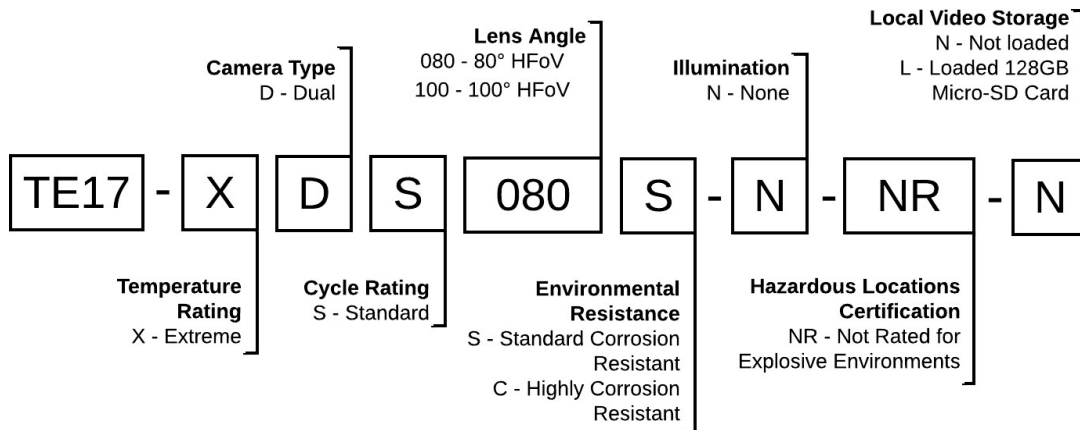 Local Video Storage
N - Not loaded
L - Loaded 128GB
Micro-SD Card
Lens Angle
080 - 80° HFoV
100 - 100° HFoV
Camera Type
D - Dual
Illumination
N - None
TE17 - X D S 080 S - N - NR - N
Temperature
Rating
X - Extreme
Cycle Rating
S - Standard
Environmental
Resistance
S - Standard Corrosion
Resistant
C - Highly Corrosion
Resistant
Hazardous Locations
Certification
NR - Not Rated for
Explosive Environments